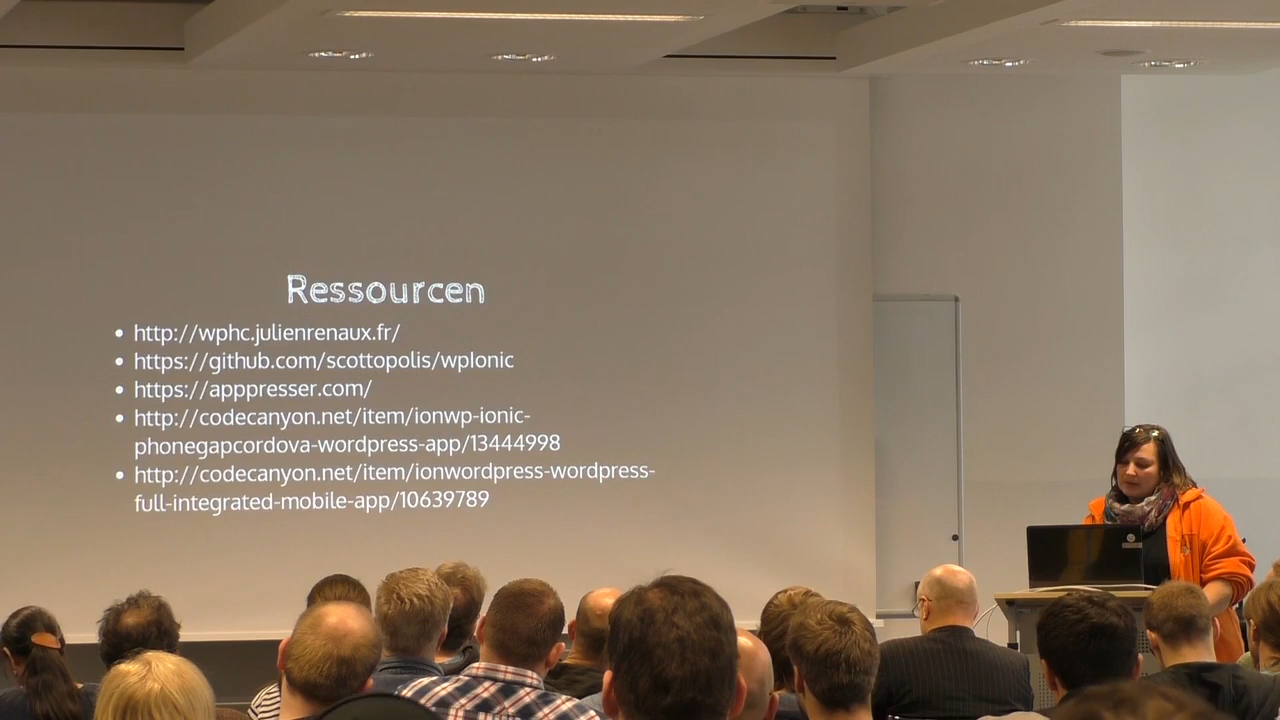 Ressourcen
http://wphc.julienrenaux.fr/
https://github.com/scottopolis/wpIonic
https://apppresser.com/
http://codecanyon.net/item/ionwp-ionic-
phonegapcordova-wordpress-app/13444998
http://codecanyon.net/item/ionwordpress-wordpress-
full-integrated-mobile-app/10639789